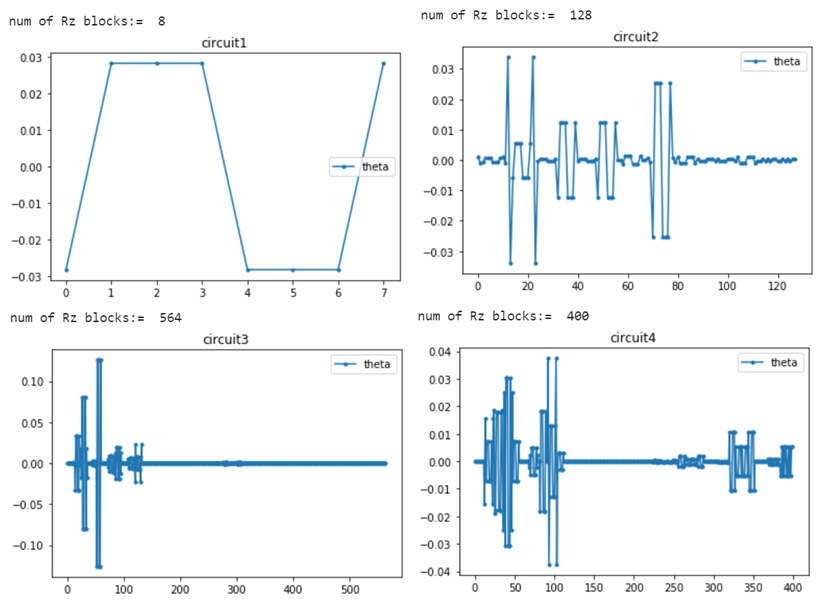 num of Rz blocks:= 8
circuit1
0.03
0.02
0.01
0.00
−0.01
−0.02
−0.03
theta
0 1 2 3 4 5 6 7
num of Rz blocks:= 128
circuit2
0.03
0.02
0.01
0.00
−0.01
−0.02
−0.03
theta
0 20 40 60 80 100 120
num of Rz blocks:= 564
circuit3
0.10
0.05
0.00
−0.05
−0.10
theta
0 100 200 300 400 500
num of Rz blocks:= 400
circuit4
0.04
0.03
0.02
0.01
0.00
−0.01
−0.02
−0.03
−0.04
theta
0 50 100 150 200 250 300 350 400